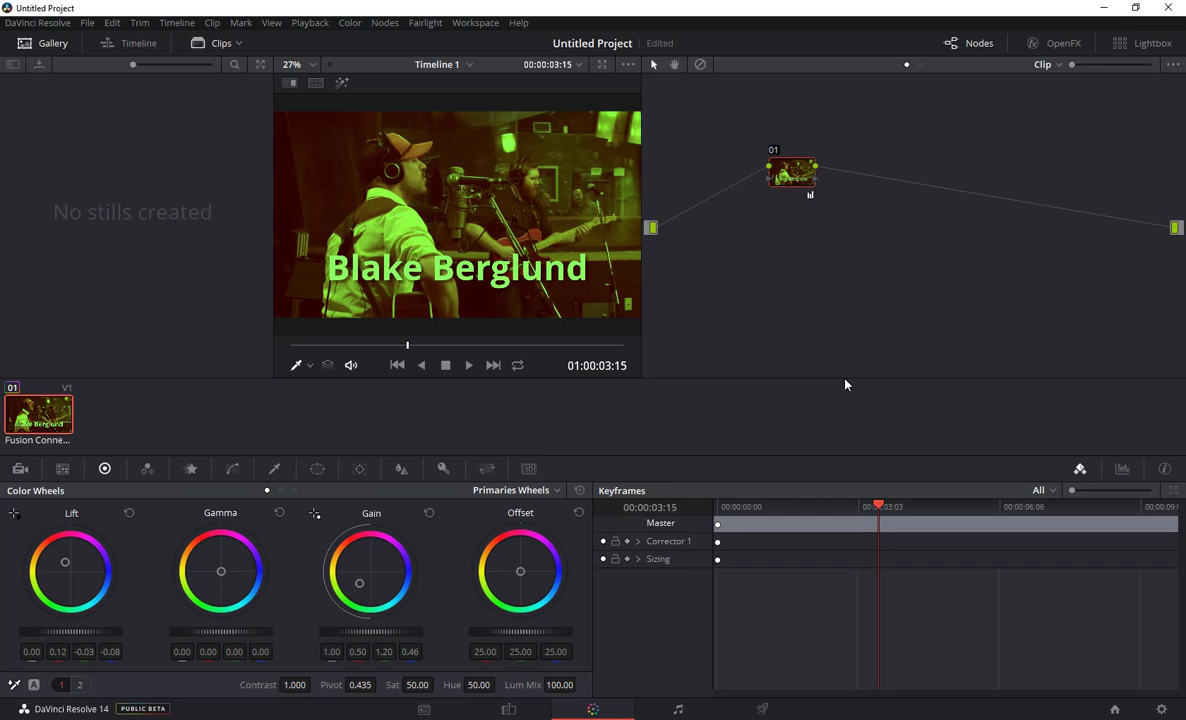 Untitled Project
DaVinci Resolve File Edit Trim Timeline Clip Mark View Playback Color Nodes Fairlight Workspace Help
Gallery Timeline Clips Untitled Project Edited Nodes OpenFX Lightbox
27% Timeline 1 00:00:03:15 Clip
No stills created
Blake Berglund
01
01:00:03:15
01 V1
Fusion Conne...
Color Wheels Primaries Wheels Keyframes All
Lift Gamma Gain Offset
00:00:03:15 00:00:00:00 00:00:03:03 00:00:06:06 00:00:09:
Master
Corrector 1
Sizing
0.00 0.12 -0.03 -0.08 0.00 0.00 0.00 0.00 1.00 0.50 1.20 0.46 25.00 25.00 25.00
A 1 2 Contrast 1.000 Pivot 0.435 Sat 50.00 Hue 50.00 Lum Mix 100.00
DaVinci Resolve 14 PUBLIC BETA